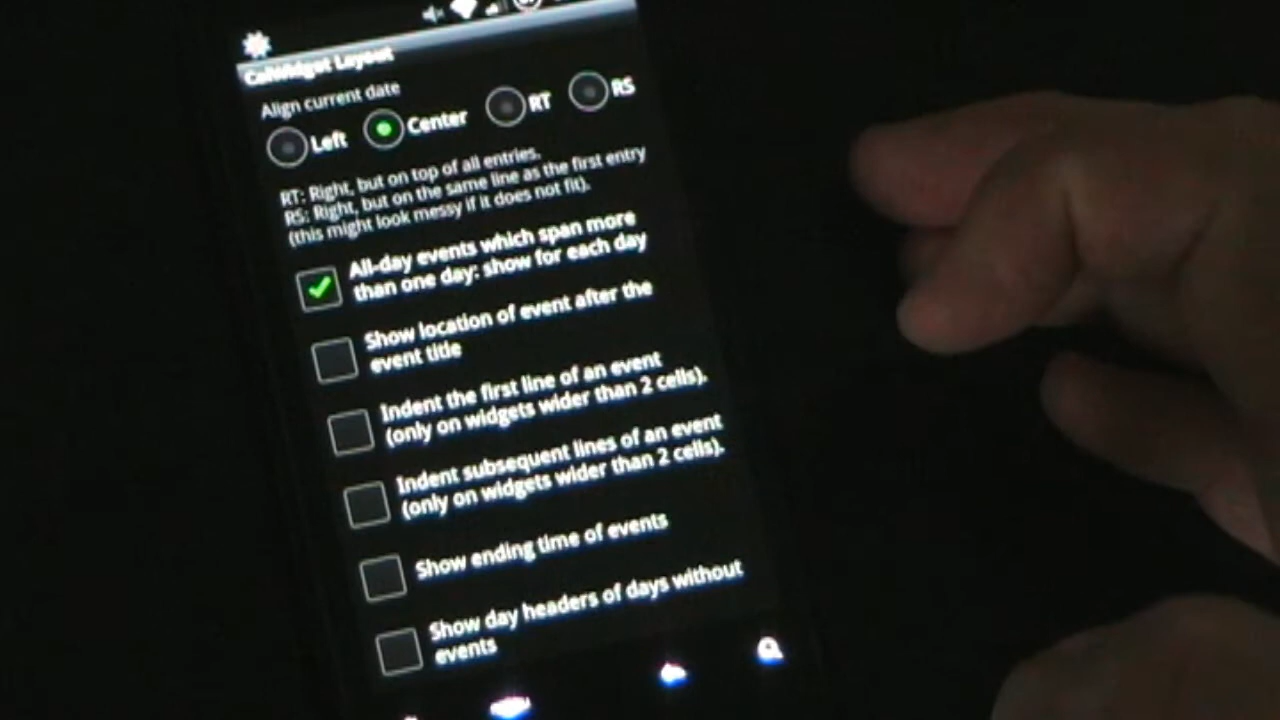 CalWidget Layout
Align current date
Left Center RT RS
RT: Right, but on top of all entries.
RS: Right, but on the same line as the first entry
(this might look messy if it does not fit).
All-day events which span more
than one day: show for each day
Show location of event after the
event title
Indent the first line of an event
(only on widgets wider than 2 cells).
Indent subsequent lines of an event
(only on widgets wider than 2 cells).
Show ending time of events
Show day headers of days without
events